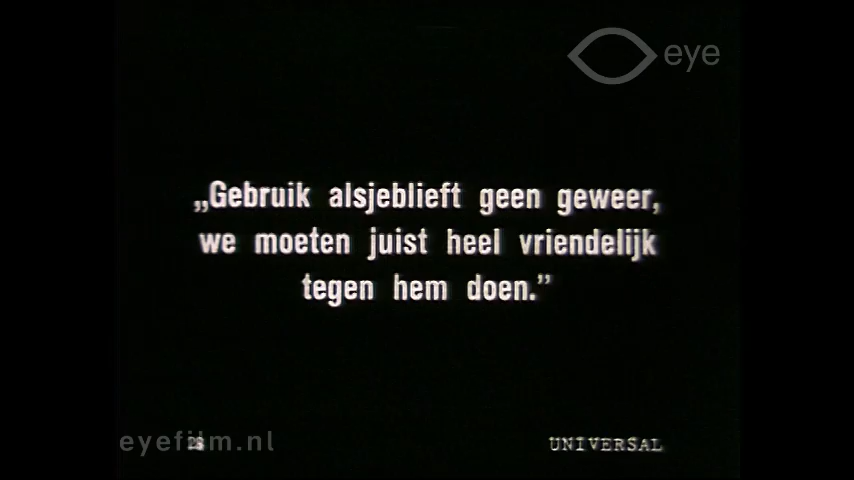 eye
„Gebruik alsjeblieft geen geweer,
we moeten juist heel vriendelijk
tegen hem doen.”
eyefilm.nl
UNIVERSAL